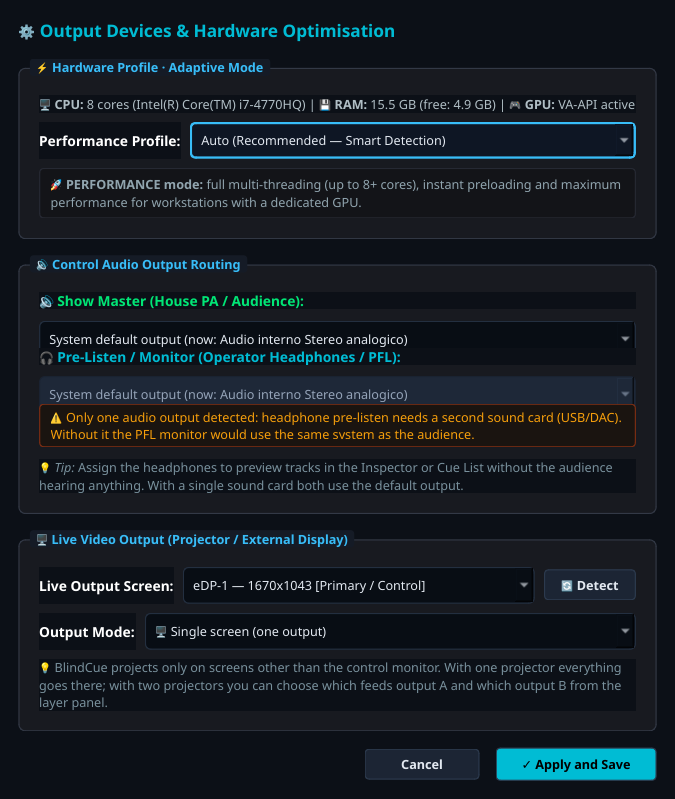 ⚙️ Output Devices & Hardware Optimisation
⚡ Hardware Profile · Adaptive Mode
🖥️ CPU: 8 cores (Intel(R) Core(TM) i7-4770HQ) | 💾 RAM: 15.5 GB (free: 4.9 GB) | 🎮 GPU: VA-API active
Performance Profile: Auto (Recommended — Smart Detection)
🚀 PERFORMANCE mode: full multi-threading (up to 8+ cores), instant preloading and maximum
performance for workstations with a dedicated GPU.
🔊 Control Audio Output Routing
🔊 Show Master (House PA / Audience):
System default output (now: Audio interno Stereo analogico)
🎧 Pre-Listen / Monitor (Operator Headphones / PFL):
System default output (now: Audio interno Stereo analogico)
⚠️ Only one audio output detected: headphone pre-listen needs a second sound card (USB/DAC).
Without it the PFL monitor would use the same system as the audience.
💡 Tip: Assign the headphones to preview tracks in the Inspector or Cue List without the audience
hearing anything. With a single sound card both use the default output.
🖥️ Live Video Output (Projector / External Display)
Live Output Screen: eDP-1 — 1670x1043 [Primary / Control] 🔄 Detect
Output Mode: 🖥️ Single screen (one output)
💡 BlindCue projects only on screens other than the control monitor. With one projector everything
goes there; with two projectors you can choose which feeds output A and which output B from the
layer panel.
Cancel ✓ Apply and Save